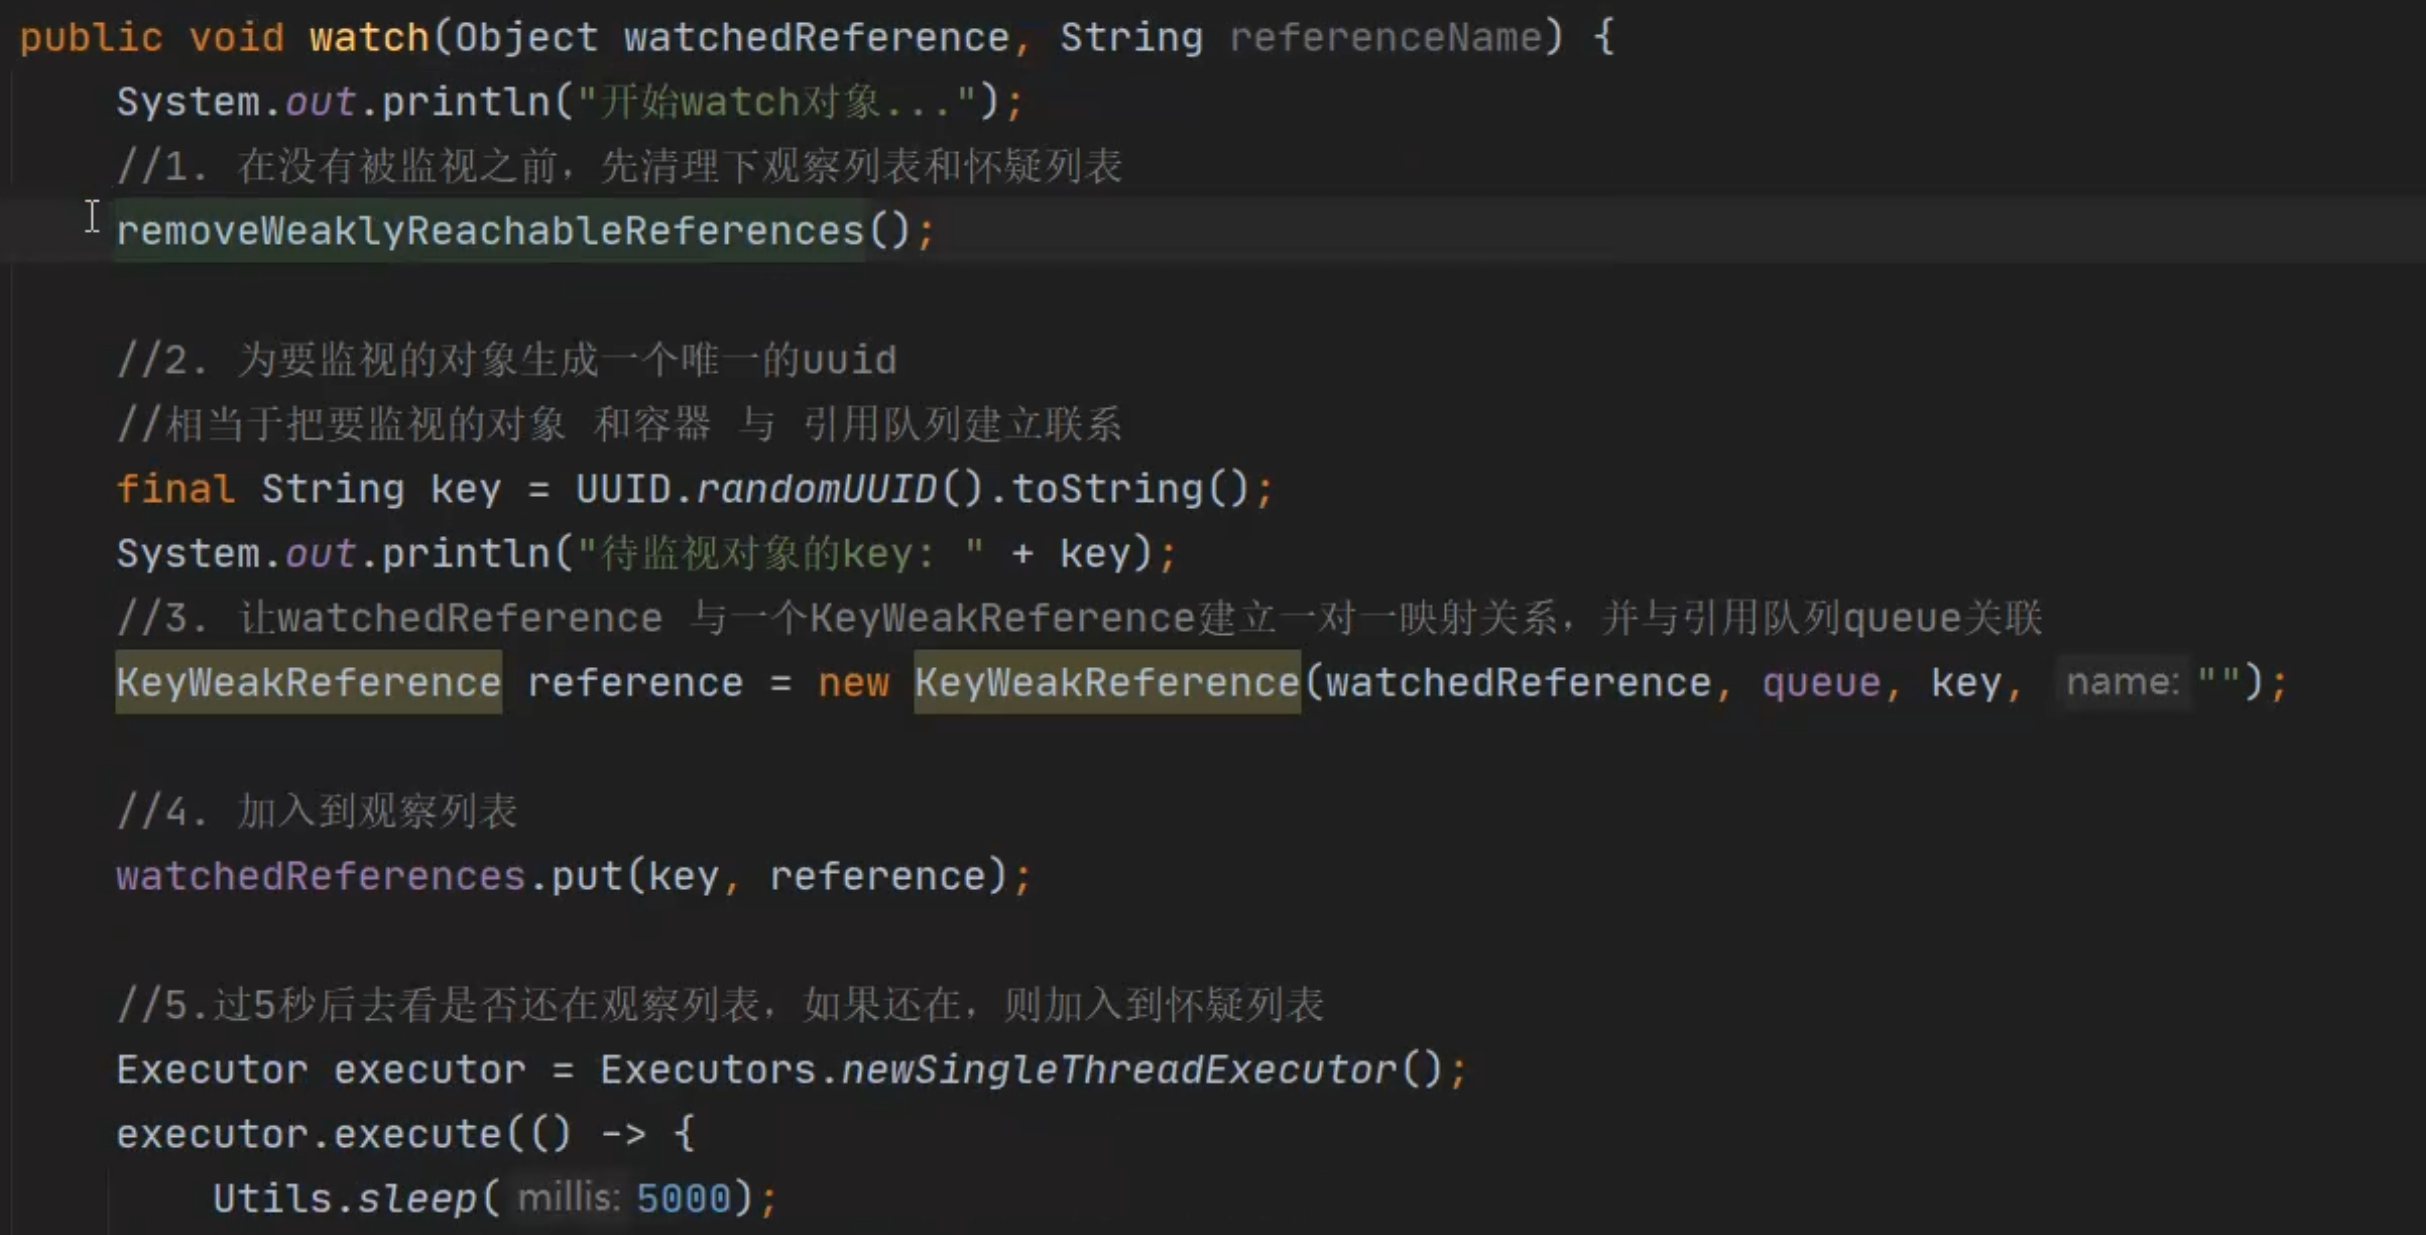 public void watch(Object watchedReference, String referenceName) {
System.out.println("开始watch对象...");
//1. 在没有被监视之前，先清理下观察列表和怀疑列表
removeWeaklyReachableReferences();
//2. 为要监视的对象生成一个唯一的uuid
//相当于把要监视的对象 和容器 与 引用队列建立联系
final String key = UUID.randomUUID().toString();
System.out.println("待监视对象的key: " + key);
//3. 让watchedReference 与一个KeyWeakReference建立一对一映射关系，并与引用队列queue关联
KeyWeakReference reference = new KeyWeakReference(watchedReference, queue, key, name: "");
//4. 加入到观察列表
watchedReferences.put(key, reference);
//5.过5秒后去看是否还在观察列表，如果还在，则加入到怀疑列表
Executor executor = Executors.newSingleThreadExecutor();
executor.execute(() -> {
Utils.sleep( millis: 5000);